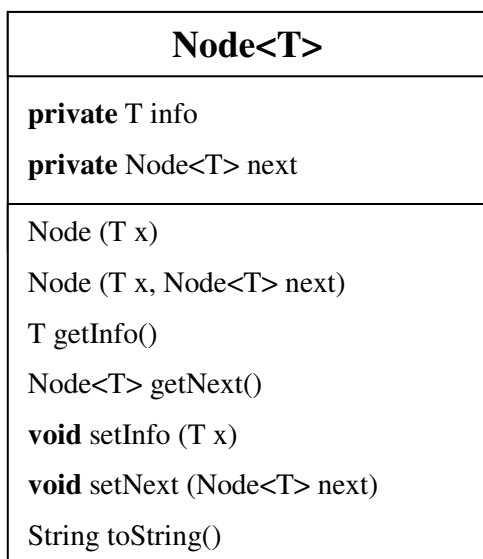 Node<T>
private T info
private Node<T> next
Node (T x)
Node (T x, Node<T> next)
T getInfo()
Node<T> getNext()
void setInfo (T x)
void setNext (Node<T> next)
String toString()